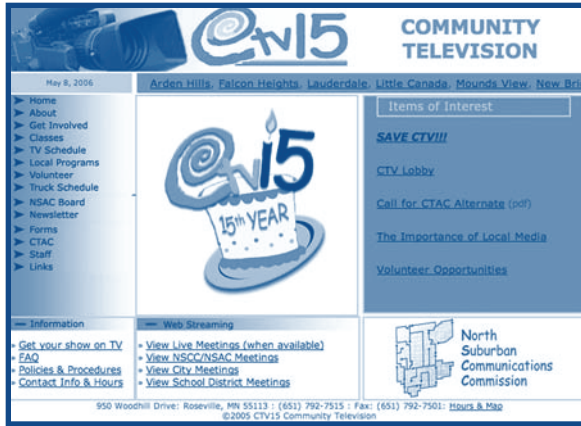 CTV15
COMMUNITY
TELEVISION
May 8, 2006
Arden Hills, Falcon Heights, Lauderdale, Little Canada, Mounds View, New Bri
Home
About
Get Involved
Classes
TV Schedule
Local Programs
Volunteer
Truck Schedule
NSAC Board
Newsletter
Forms
CTAC
Staff
Links
CTV15
15th YEAR
Items of Interest
SAVE CTV!!!
CTV Lobby
Call for CTAC Alternate (pdf)
The Importance of Local Media
Volunteer Opportunities
Information
» Get your show on TV
» FAQ
» Policies & Procedures
» Contact Info & Hours
Web Streaming
» View Live Meetings (when available)
» View NSCC/NSAC Meetings
» View City Meetings
» View School District Meetings
North
Suburban
Communications
Commission
950 Woodhill Drive: Roseville, MN 55113 : (651) 792-7515 : Fax: (651) 792-7501: Hours & Map
©2005 CTV15 Community Television